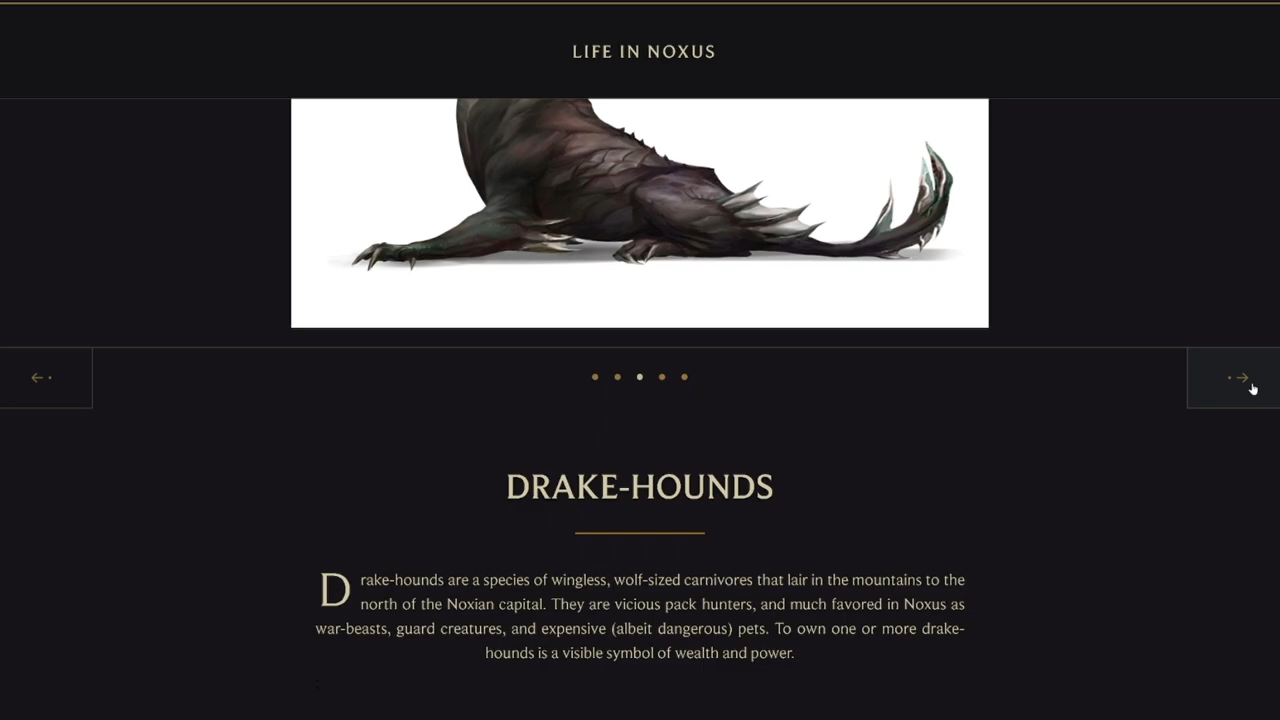 LIFE IN NOXUS
DRAKE-HOUNDS
Drake-hounds are a species of wingless, wolf-sized carnivores that lair in the mountains to the
north of the Noxian capital. They are vicious pack hunters, and much favored in Noxus as
war-beasts, guard creatures, and expensive (albeit dangerous) pets. To own one or more drake-
hounds is a visible symbol of wealth and power.